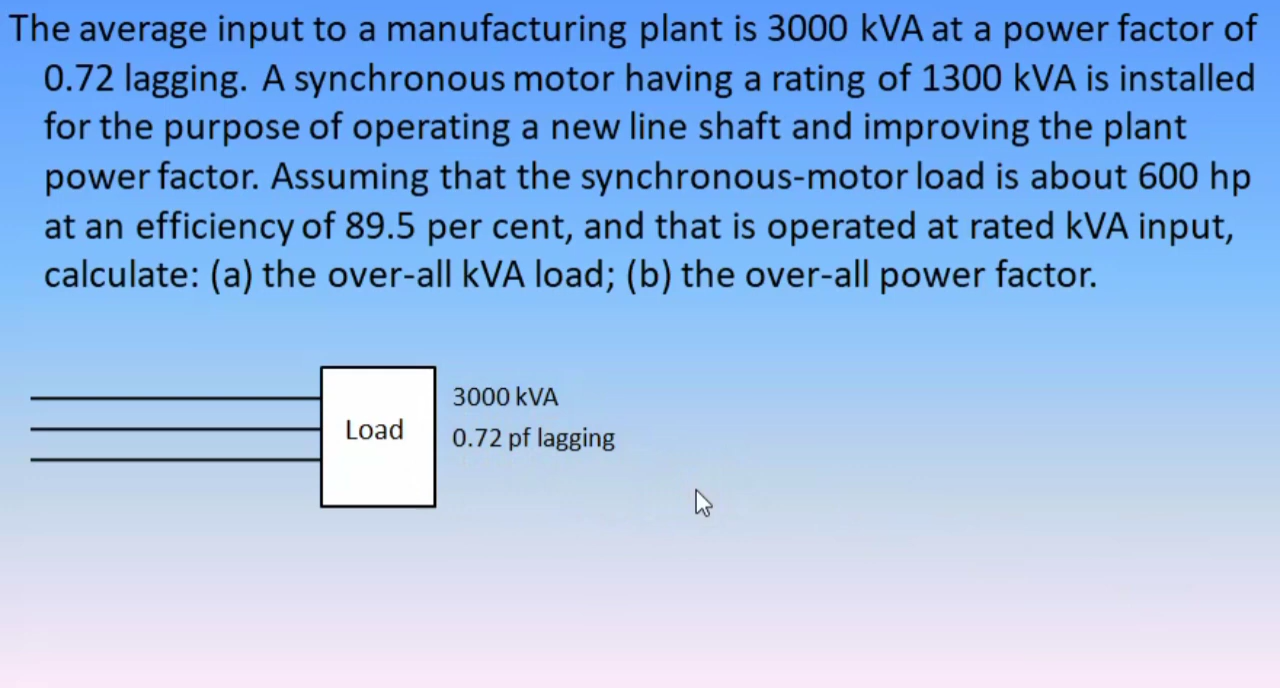 The average input to a manufacturing plant is 3000 kVA at a power factor of
0.72 lagging. A synchronous motor having a rating of 1300 kVA is installed
for the purpose of operating a new line shaft and improving the plant
power factor. Assuming that the synchronous-motor load is about 600 hp
at an efficiency of 89.5 per cent, and that is operated at rated kVA input,
calculate: (a) the over-all kVA load; (b) the over-all power factor.
3000 kVA
Load
0.72 pf lagging